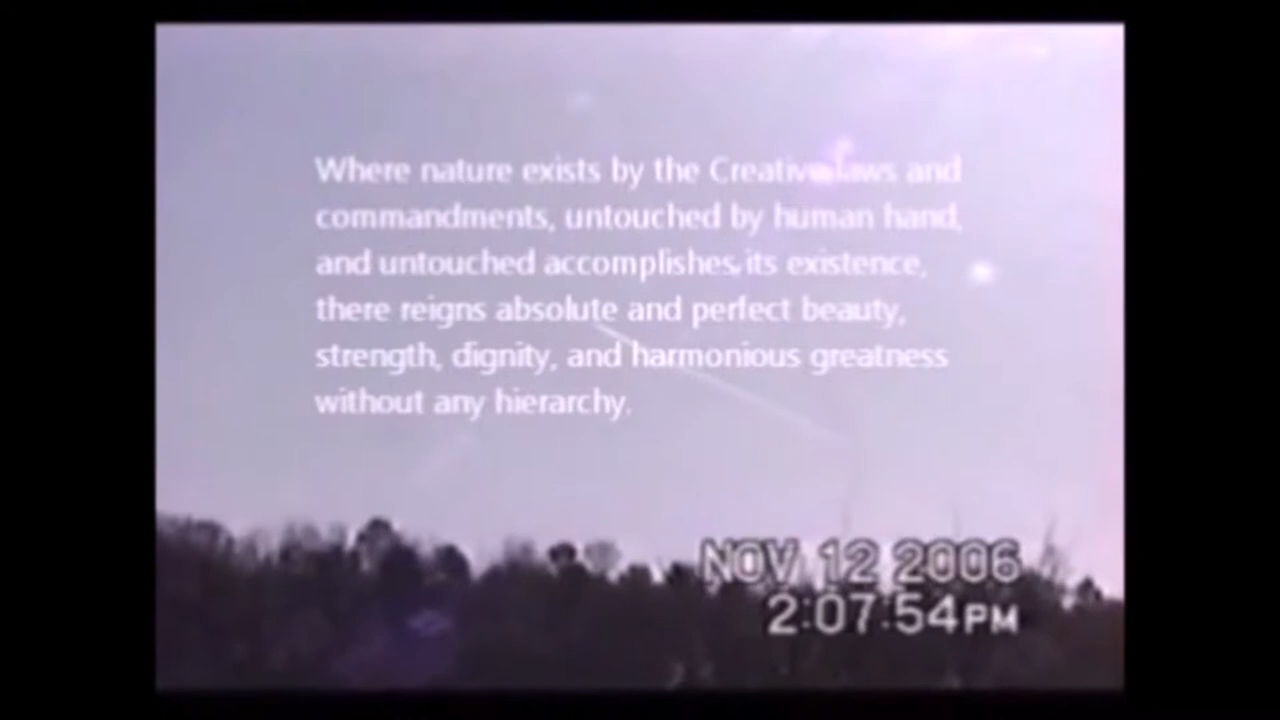 Where nature exists by the Creative laws and
commandments, untouched by human hand,
and untouched accomplishes its existence,
there reigns absolute and perfect beauty,
strength, dignity, and harmonious greatness
without any hierarchy.
NOV 12 2006
2:07:54PM